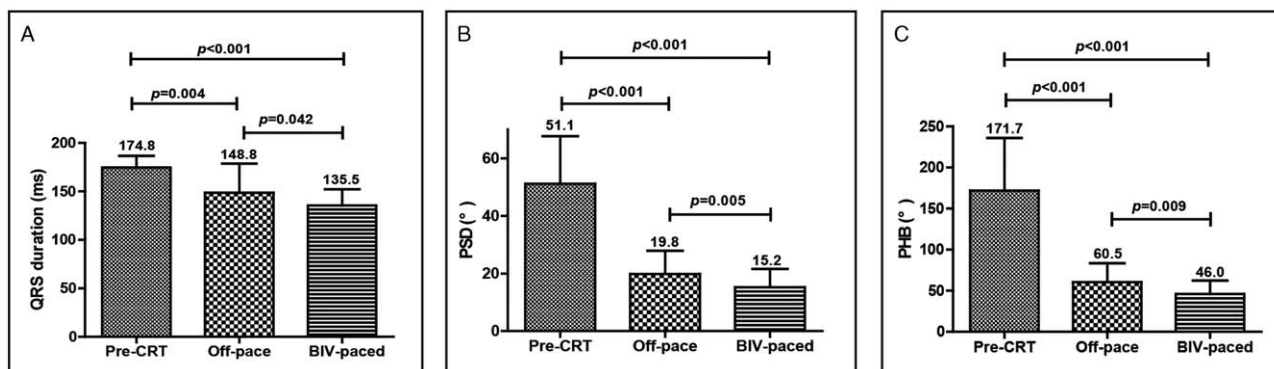 A
p<0.001
p=0.004
p=0.042
174.8
148.8
135.5
QRS duration (ms)
200
150
100
50
0
Pre-CRT Off-pace BIV-paced
B
p<0.001
p<0.001
51.1
p=0.005
19.8
15.2
PSD (°)
60
40
20
0
Pre-CRT Off-pace BIV-paced
C
p<0.001
p<0.001
171.7
p=0.009
60.5
46.0
PHB (°)
250
200
150
100
50
0
Pre-CRT Off-pace BIV-paced